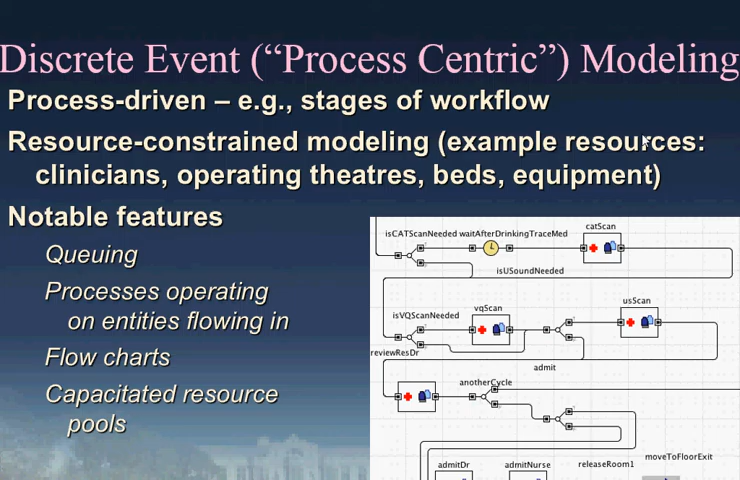 Discrete Event (“Process Centric”) Modeling
Process-driven – e.g., stages of workflow
Resource-constrained modeling (example resources:
clinicians, operating theatres, beds, equipment)
Notable features
Queuing
Processes operating
on entities flowing in
Flow charts
Capacitated resource
pools
catScan
isCATScanNeeded waitAfterDrinkingTraceMed
isUSoundNeeded
usScan
vqScan
isVQScanNeeded
reviewResDr
admit
anotherCycle
moveToFloorExit
admitDr admitNurse releaseRoom1